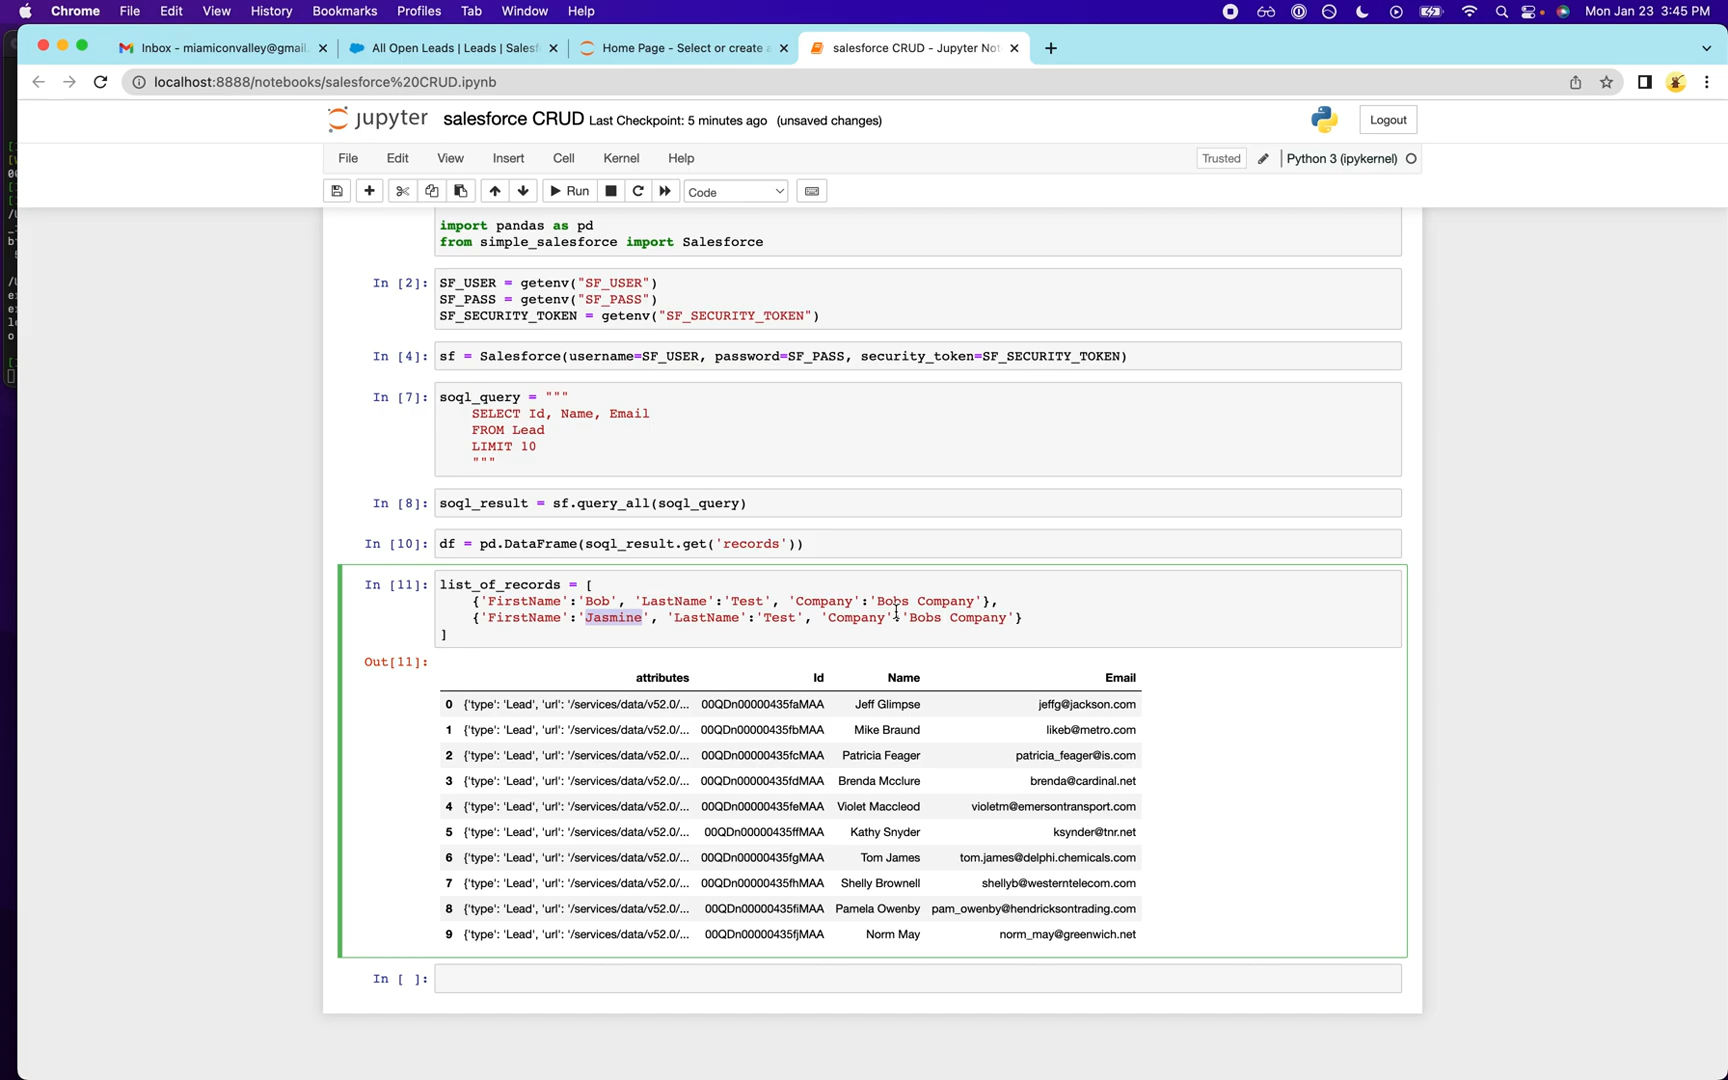 Chrome File Edit View History Bookmarks Profiles Tab Window Help Mon Jan 23 3:45 PM
Inbox - miamiconvalley@gmail. All Open Leads | Leads | Salesf Home Page - Select or create a salesforce CRUD - Jupyter Not
localhost:8888/notebooks/salesforce%20CRUD.ipynb
jupyter salesforce CRUD Last Checkpoint: 5 minutes ago (unsaved changes) Logout
File Edit View Insert Cell Kernel Help Trusted Python 3 (ipykernel)
Run Code
import pandas as pd
from simple_salesforce import Salesforce
In [2]: SF_USER = getenv("SF_USER")
SF_PASS = getenv("SF_PASS")
SF_SECURITY_TOKEN = getenv("SF_SECURITY_TOKEN")
In [4]: sf = Salesforce(username=SF_USER, password=SF_PASS, security_token=SF_SECURITY_TOKEN)
In [7]: soql_query = """
SELECT Id, Name, Email
FROM Lead
LIMIT 10
"""
In [8]: soql_result = sf.query_all(soql_query)
In [10]: df = pd.DataFrame(soql_result.get('records'))
In [11]: list_of_records = [
{'FirstName':'Bob', 'LastName':'Test', 'Company':'Bobs Company'},
{'FirstName':'Jasmine', 'LastName':'Test', 'Company':'Bobs Company'}
]
Out[11]:
attributes Id Name Email
0 {'type': 'Lead', 'url': '/services/data/v52.0/... 00QDn00000435faMAA Jeff Glimpse jeffg@jackson.com
1 {'type': 'Lead', 'url': '/services/data/v52.0/... 00QDn00000435fbMAA Mike Braund likeb@metro.com
2 {'type': 'Lead', 'url': '/services/data/v52.0/... 00QDn00000435fcMAA Patricia Feager patricia_feager@is.com
3 {'type': 'Lead', 'url': '/services/data/v52.0/... 00QDn00000435fdMAA Brenda Mcclure brenda@cardinal.net
4 {'type': 'Lead', 'url': '/services/data/v52.0/... 00QDn00000435feMAA Violet Maccleod violetm@emersontransport.com
5 {'type': 'Lead', 'url': '/services/data/v52.0/... 00QDn00000435ffMAA Kathy Snyder ksynder@tnr.net
6 {'type': 'Lead', 'url': '/services/data/v52.0/... 00QDn00000435fgMAA Tom James tom.james@delphi.chemicals.com
7 {'type': 'Lead', 'url': '/services/data/v52.0/... 00QDn00000435fhMAA Shelly Brownell shellyb@westerntelecom.com
8 {'type': 'Lead', 'url': '/services/data/v52.0/... 00QDn00000435fiMAA Pamela Owenby pam_owenby@hendricksontrading.com
9 {'type': 'Lead', 'url': '/services/data/v52.0/... 00QDn00000435fjMAA Norm May norm_may@greenwich.net
In [ ]: